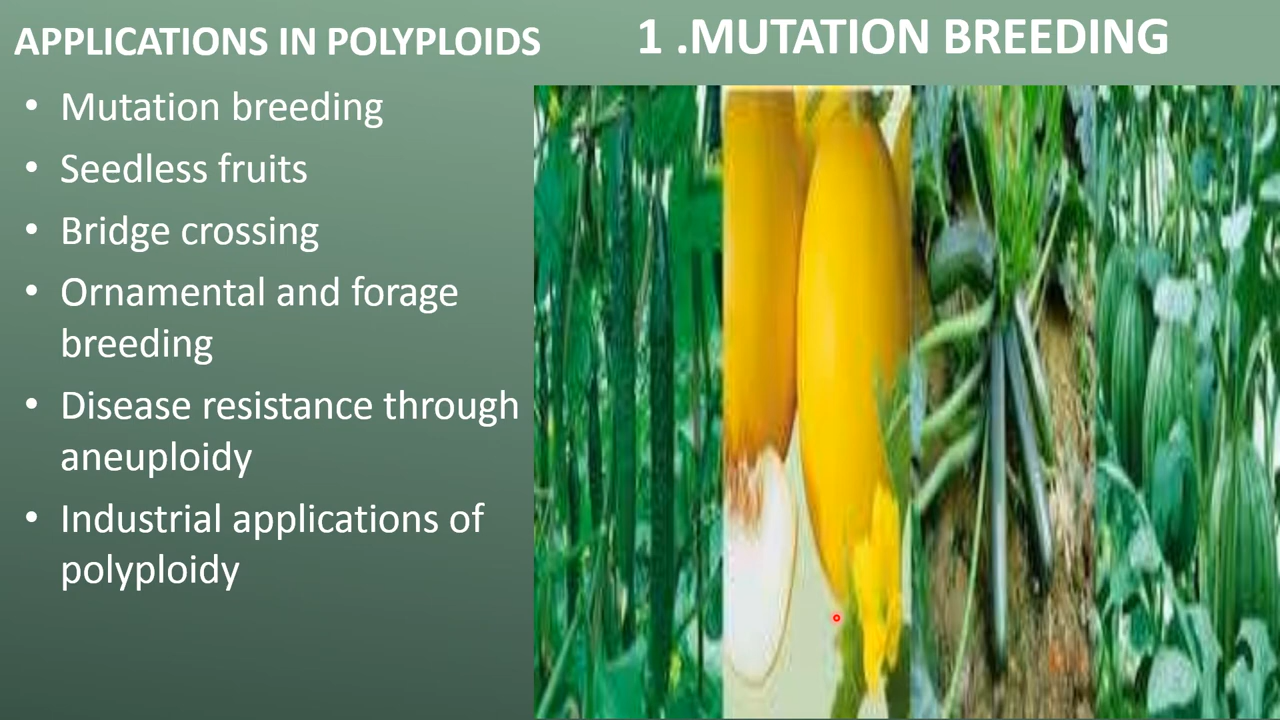 APPLICATIONS IN POLYPLOIDS
• Mutation breeding
• Seedless fruits
• Bridge crossing
• Ornamental and forage
breeding
• Disease resistance through
aneuploidy
• Industrial applications of
polyploidy
1 .MUTATION BREEDING